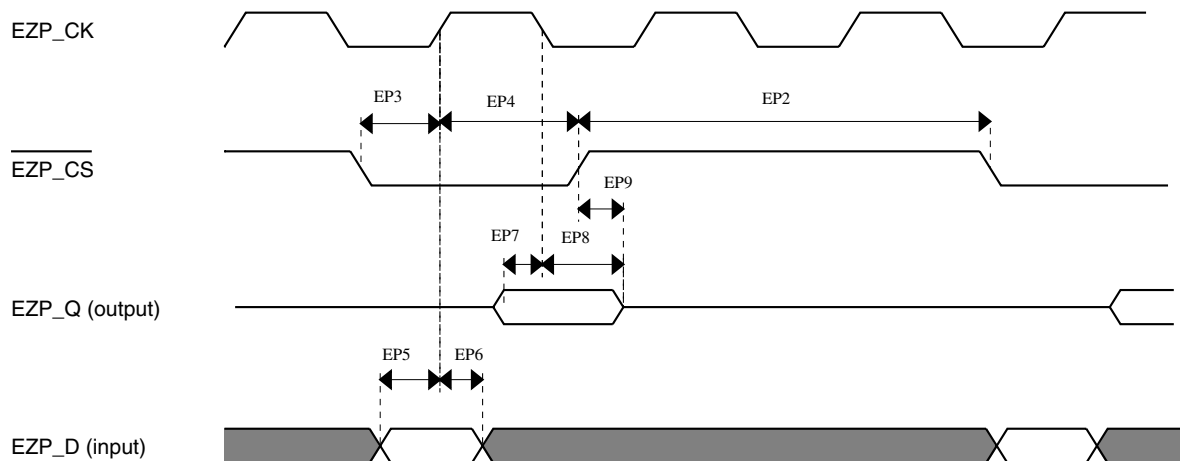 EZP_CK
EP3
EP4
EP2
EZP_CS
EP9
EP7
EP8
EZP_Q (output)
EP5
EP6
EZP_D (input)